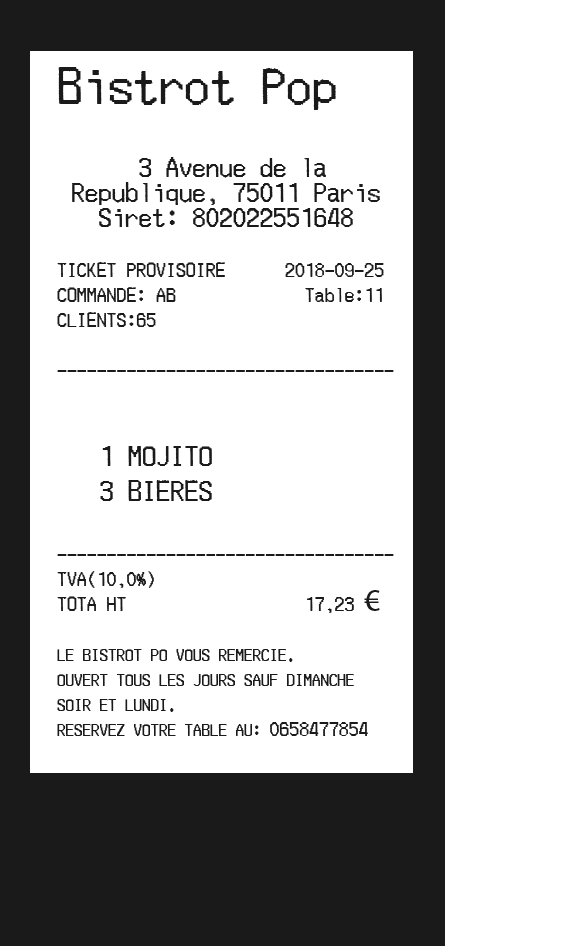 Bistrot Pop
3 Avenue de la
Republique, 75011 Paris
Siret: 802022551648
TICKET PROVISOIRE 2018-09-25
COMMANDE: AB Table:11
CLIENTS:65
----------------------------------
1 MOJITO
3 BIERES
----------------------------------
TVA(10,0%)
TOTA HT 17,23 €
LE BISTROT PO VOUS REMERCIE.
OUVERT TOUS LES JOURS SAUF DIMANCHE
SOIR ET LUNDI.
RESERVEZ VOTRE TABLE AU: 0658477854